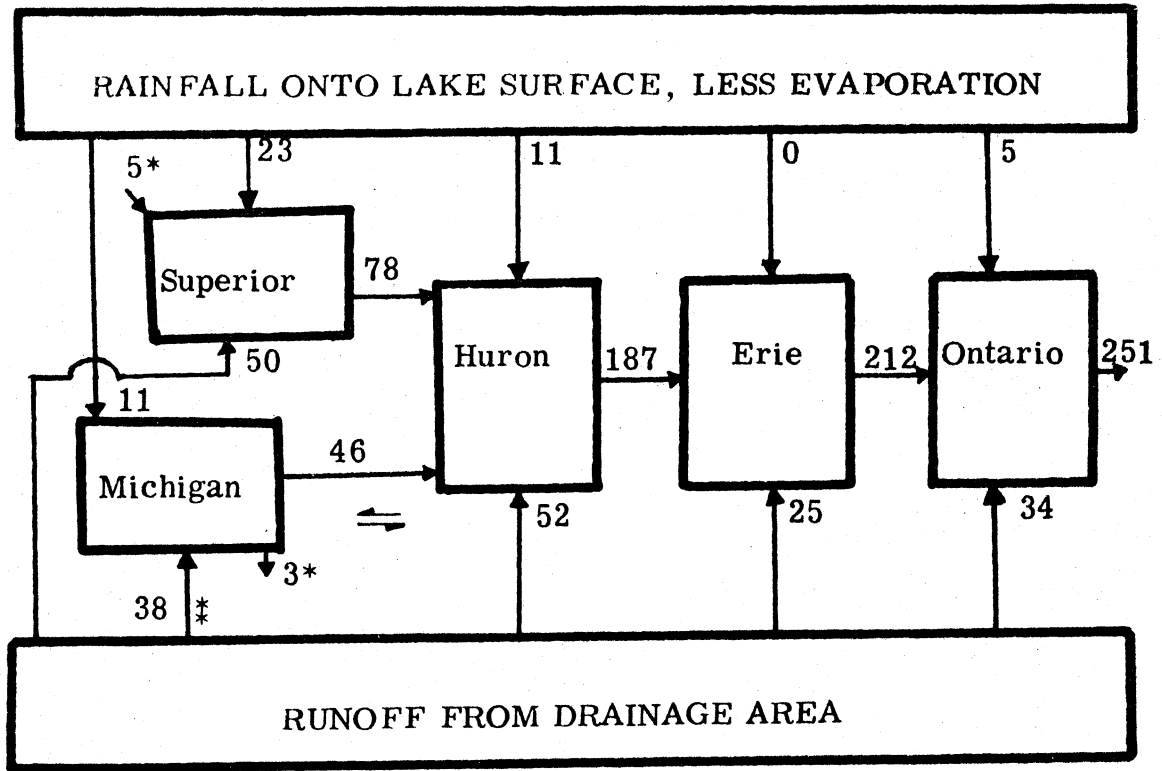 RAINFALL ONTO LAKE SURFACE, LESS EVAPORATION
23
11
0
5
5*
Superior
78
50
11
Huron
187
Erie
212
Ontario
251
Michigan
46
52
25
34
3*
38
‡
RUNOFF FROM DRAINAGE AREA